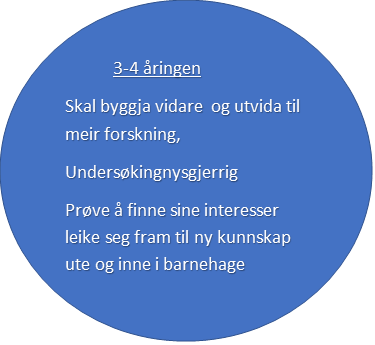 3-4 åringen
Skal byggja vidare  og utvida til
meir forskning,
Undersøkingnysgjerrig
Prøve å finne sine interesser
leike seg fram til ny kunnskap
ute og inne i barnehage